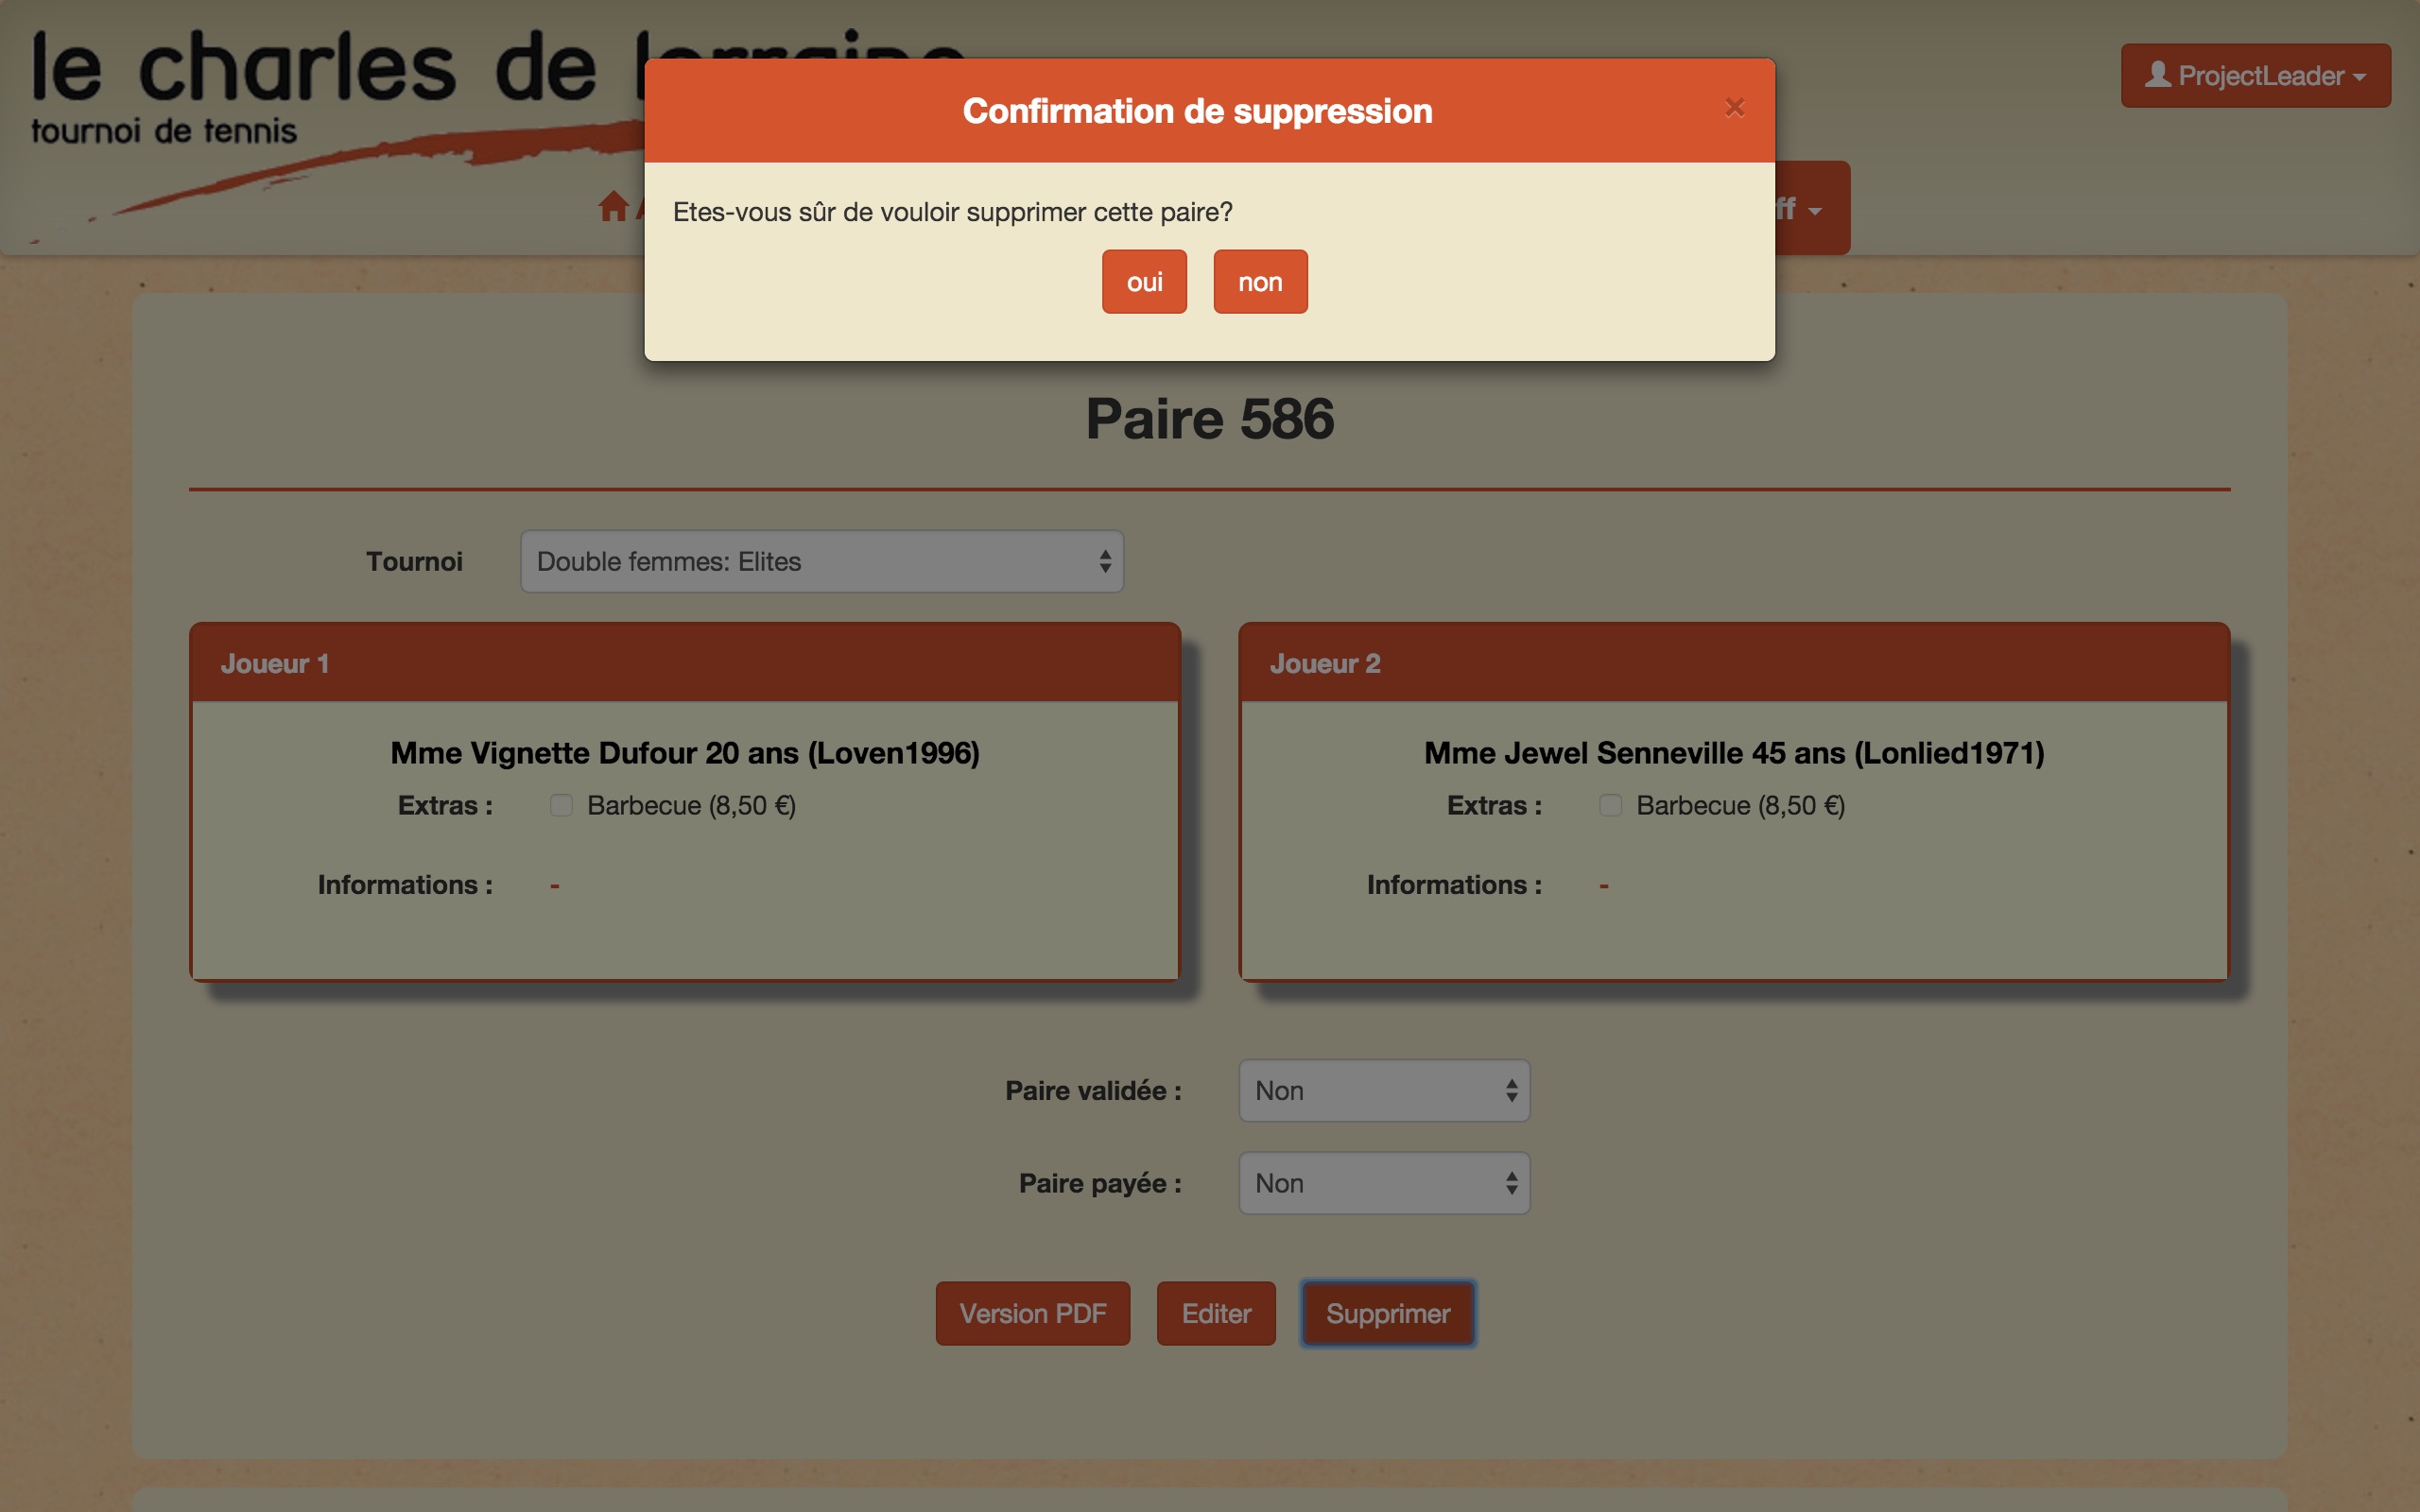 le charles de lorraine
tournoi de tennis
ProjectLeader
Confirmation de suppression
×
Etes-vous sûr de vouloir supprimer cette paire?
oui
non
Paire 586
Tournoi
Double femmes: Elites
Joueur 1
Mme Vignette Dufour 20 ans (Loven1996)
Extras :
Barbecue (8,50 €)
Informations :
-
Joueur 2
Mme Jewel Senneville 45 ans (Lonlied1971)
Extras :
Barbecue (8,50 €)
Informations :
-
Paire validée :
Non
Paire payée :
Non
Version PDF
Editer
Supprimer